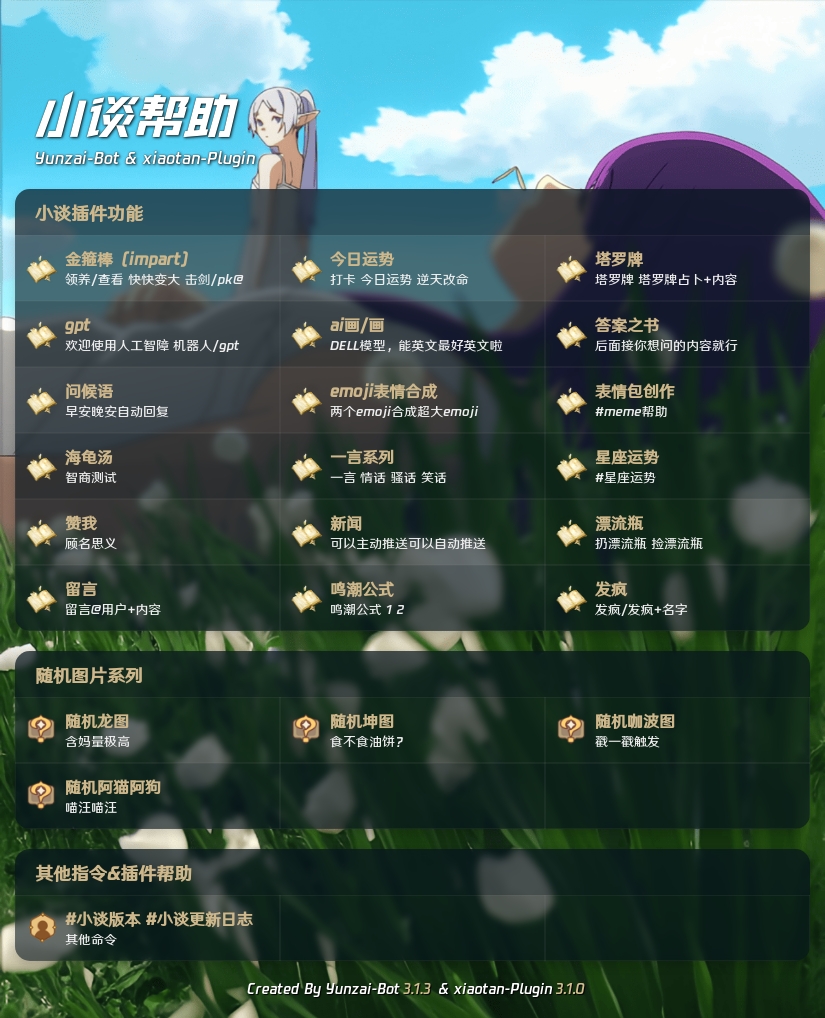 小谈帮助
Yunzai-Bot & xiaotan-Plugin
小谈插件功能
金箍棒（impart）
领养/查看 快快变大 击剑/pk@
今日运势
打卡 今日运势 逆天改命
塔罗牌
塔罗牌 塔罗牌占卜+内容
gpt
欢迎使用人工智障 机器人/gpt
ai画/画
DELL模型，能英文最好英文啦
答案之书
后面接你想问的内容就行
问候语
早安晚安自动回复
emoji表情合成
两个emoji合成超大emoji
表情包创作
#meme帮助
海龟汤
智商测试
一言系列
一言 情话 骚话 笑话
星座运势
#星座运势
赞我
顾名思义
新闻
可以主动推送可以自动推送
漂流瓶
扔漂流瓶 捡漂流瓶
留言
留言@用户+内容
鸣潮公式
鸣潮公式 1 2
发疯
发疯/发疯+名字
随机图片系列
随机龙图
含妈量极高
随机坤图
食不食油饼?
随机咖波图
戳一戳触发
随机阿猫阿狗
喵汪喵汪
其他指令&插件帮助
#小谈版本 #小谈更新日志
其他命令
Created By Yunzai-Bot 3.1.3 & xiaotan-Plugin 3.1.0